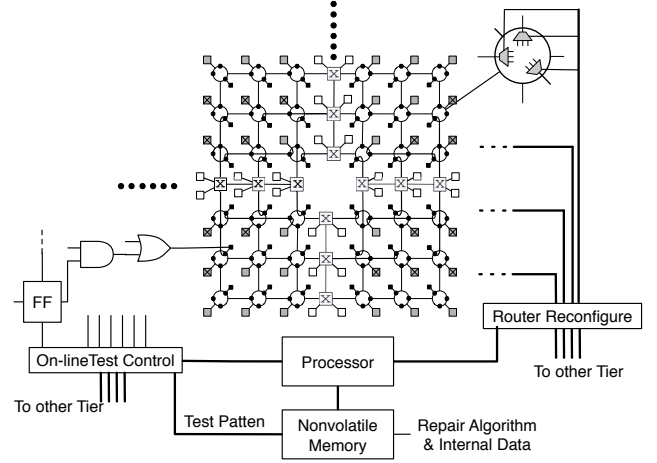 FF
Router Reconfigure
On-lineTest Control
Processor
To other Tier
To other Tier
Test Patten
Nonvolatile
Memory
Repair Algorithm
& Internal Data